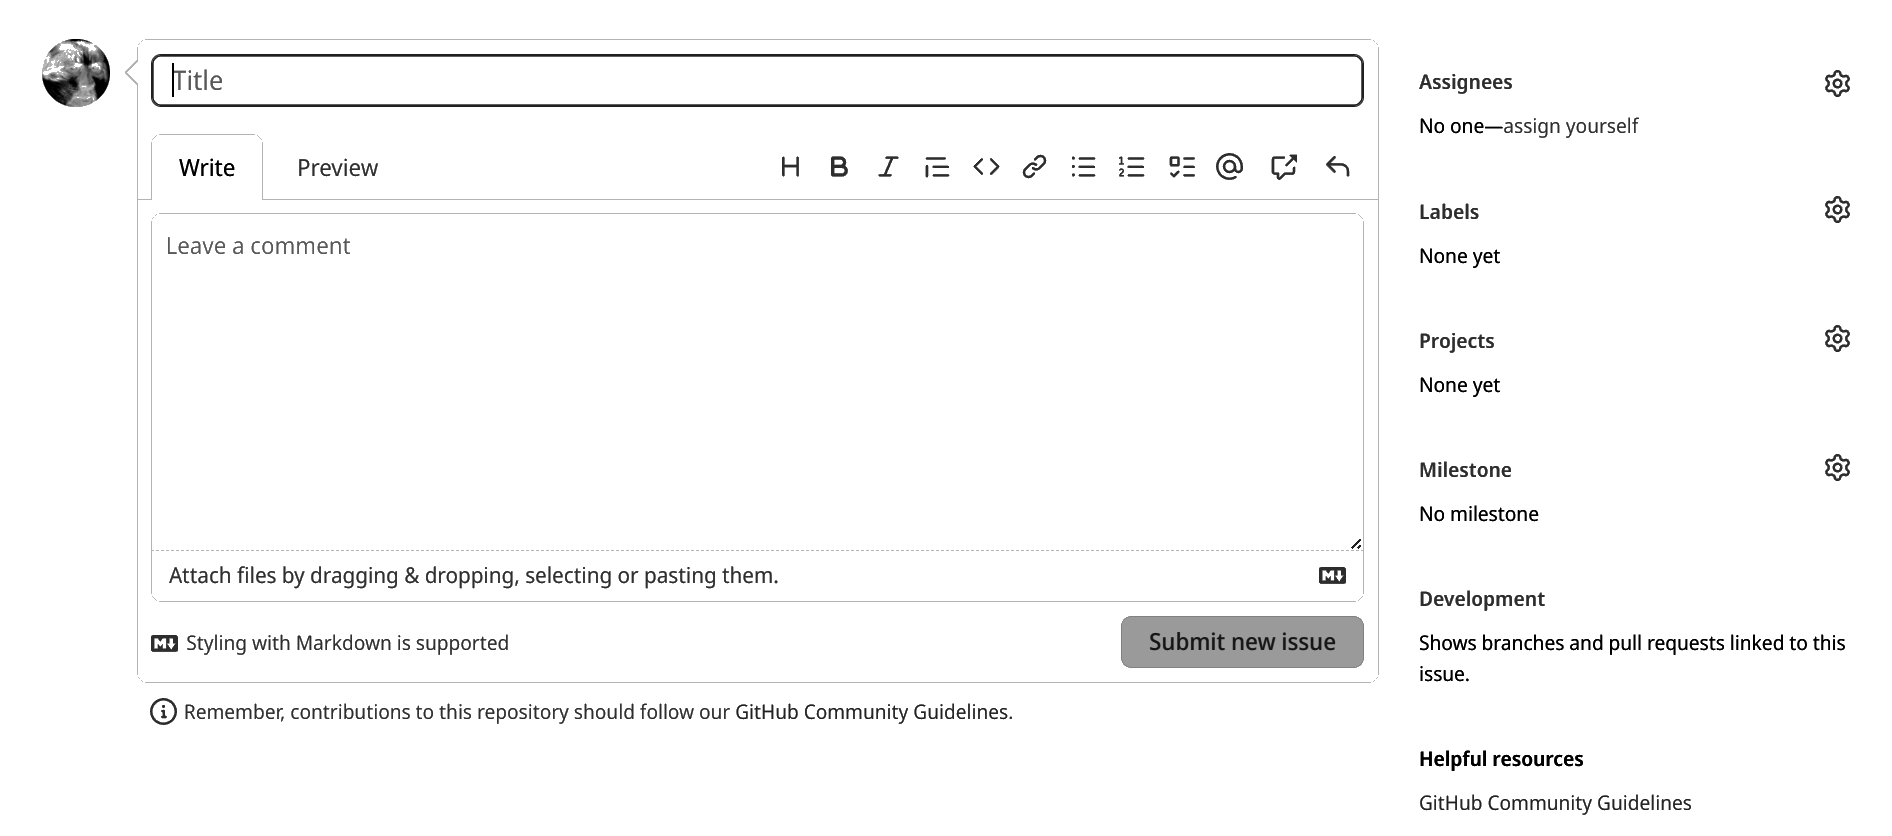 Title
Write
Preview
H B I
Leave a comment
Attach files by dragging & dropping, selecting or pasting them.
M
Styling with Markdown is supported
Submit new issue
Remember, contributions to this repository should follow our GitHub Community Guidelines.
Assignees
No one—assign yourself
Labels
None yet
Projects
None yet
Milestone
No milestone
Development
Shows branches and pull requests linked to this
issue.
Helpful resources
GitHub Community Guidelines